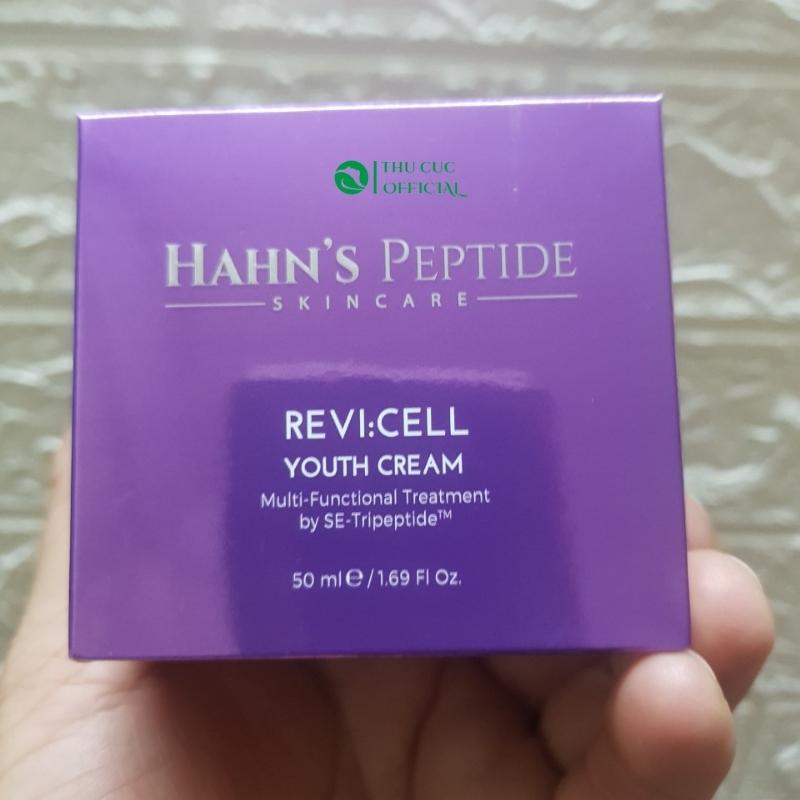 THU CUC
OFFICIAL
HAHN'S PEPTIDE
SKINCARE
REVI:CELL
YOUTH CREAM
Multi-Functional Treatment
by SE-Tripeptide™
50 ml℮/1.69 Fl Oz.